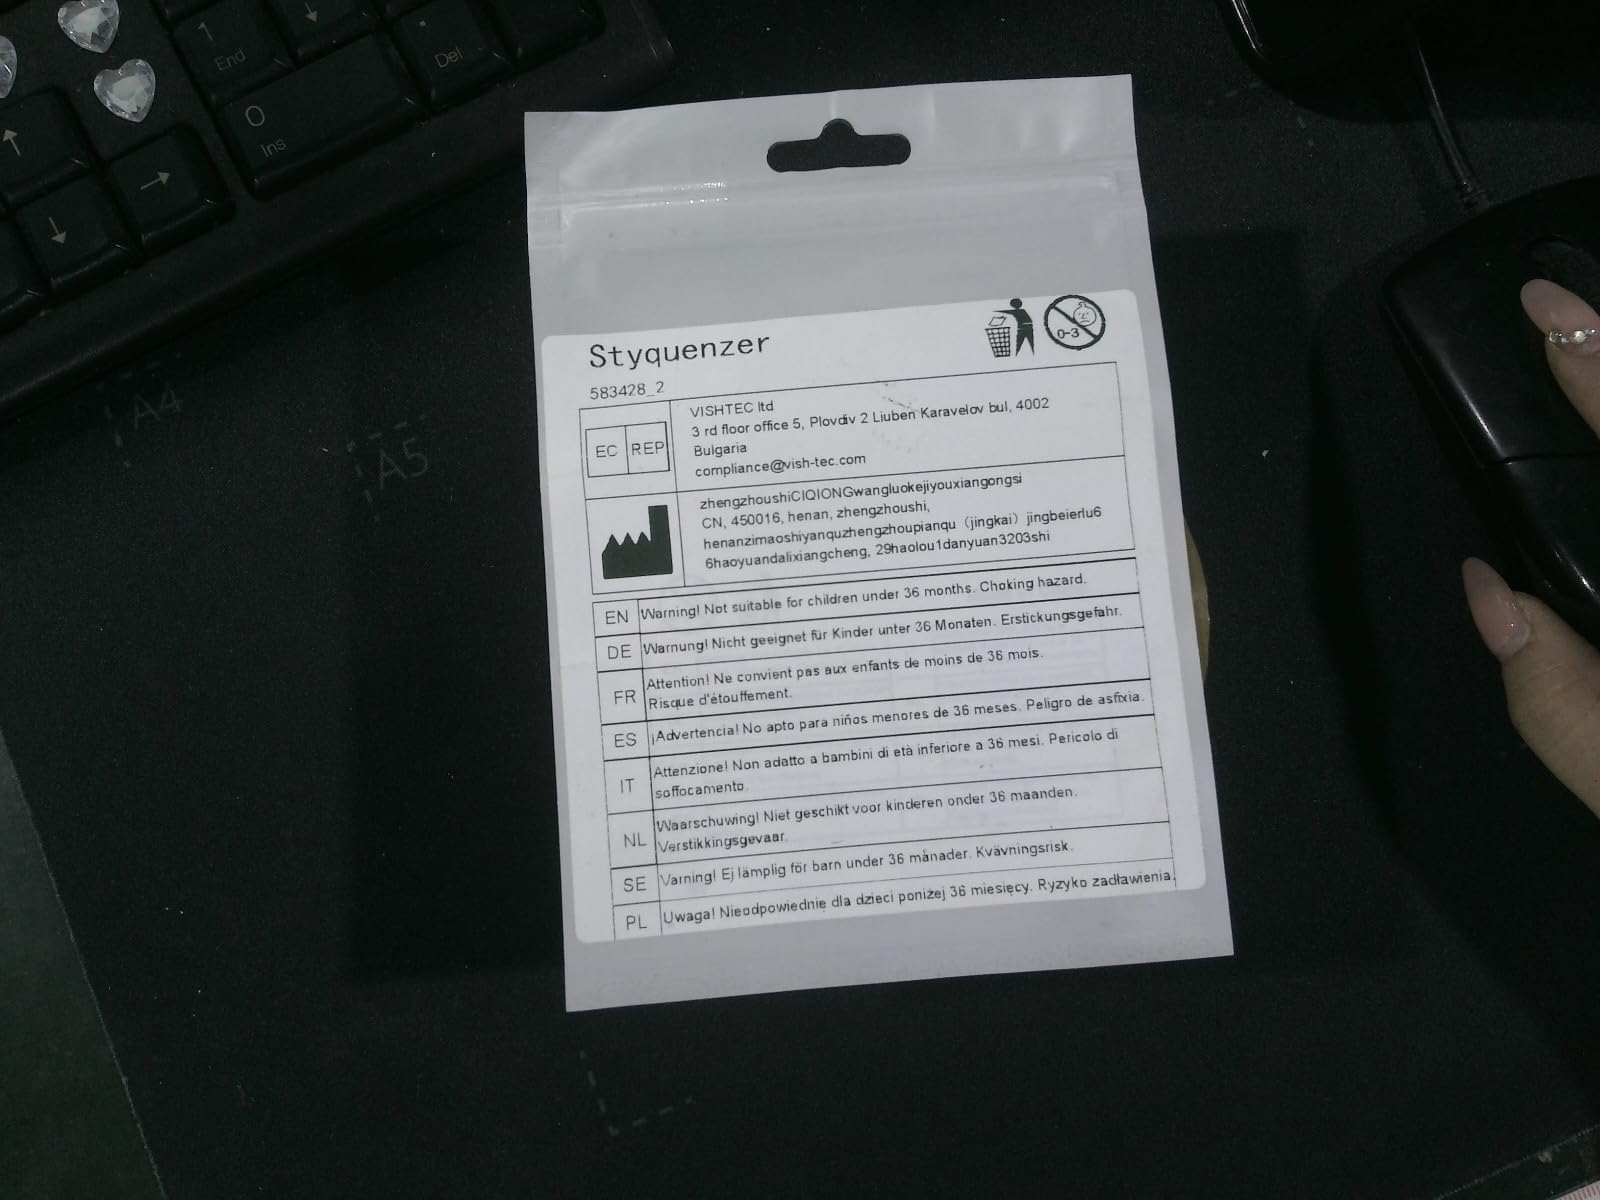 1
End
Del
0
Ins
A4
A5
0-3
Styquenzer
583428_2
EC REP
VISHTEC ltd
3 rd floor office 5, Plovdiv 2 Liuben Karavelov bul, 4002
Bulgaria
compliance@vish-tec.com
zhengzhoushiCIQIONGwangluokejiyouxiangongsi
CN, 450016, henan, zhengzhoushi,
henanzimaoshiyanquzhengzhoupianqu（jingkai）jingbeierlu6
6haoyuandalixiangcheng, 29haolou1danyuan3203shi
EN Warning! Not suitable for children under 36 months. Choking hazard.
DE Warnung! Nicht geeignet für Kinder unter 36 Monaten. Erstickungsgefahr.
FR Attention! Ne convient pas aux enfants de moins de 36 mois.
Risque d'étouffement.
ES ¡Advertencia! No apto para niños menores de 36 meses. Peligro de asfixia.
IT Attenzione! Non adatto a bambini di età inferiore a 36 mesi. Pericolo di
soffocamento.
NL Waarschuwing! Niet geschikt voor kinderen onder 36 maanden.
Verstikkingsgevaar.
SE Varning! Ej lämplig för barn under 36 månader. Kvävningsrisk.
PL Uwaga! Nieodpowiednie dla dzieci poniżej 36 miesięcy. Ryzyko zadławienia.